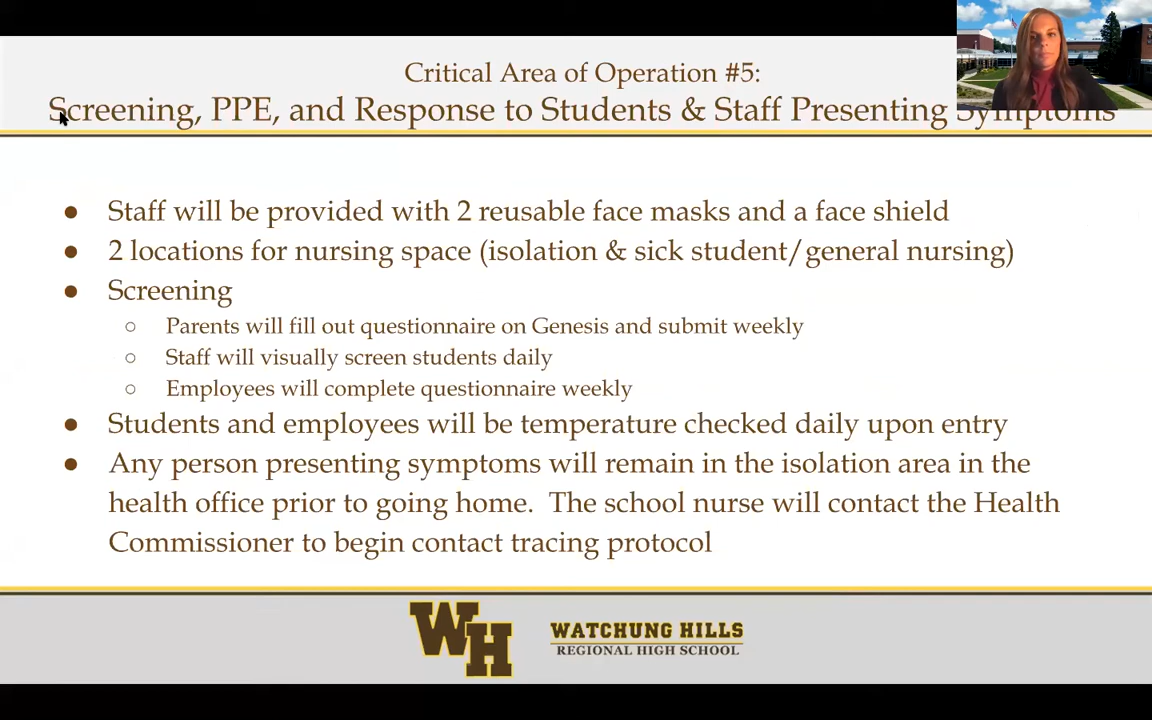 Critical Area of Operation #5:
Screening, PPE, and Response to Students & Staff Presenting Symptoms
● Staff will be provided with 2 reusable face masks and a face shield
● 2 locations for nursing space (isolation & sick student/general nursing)
● Screening
○ Parents will fill out questionnaire on Genesis and submit weekly
○ Staff will visually screen students daily
○ Employees will complete questionnaire weekly
● Students and employees will be temperature checked daily upon entry
● Any person presenting symptoms will remain in the isolation area in the
health office prior to going home. The school nurse will contact the Health
Commissioner to begin contact tracing protocol
WH
WATCHUNG HILLS
REGIONAL HIGH SCHOOL